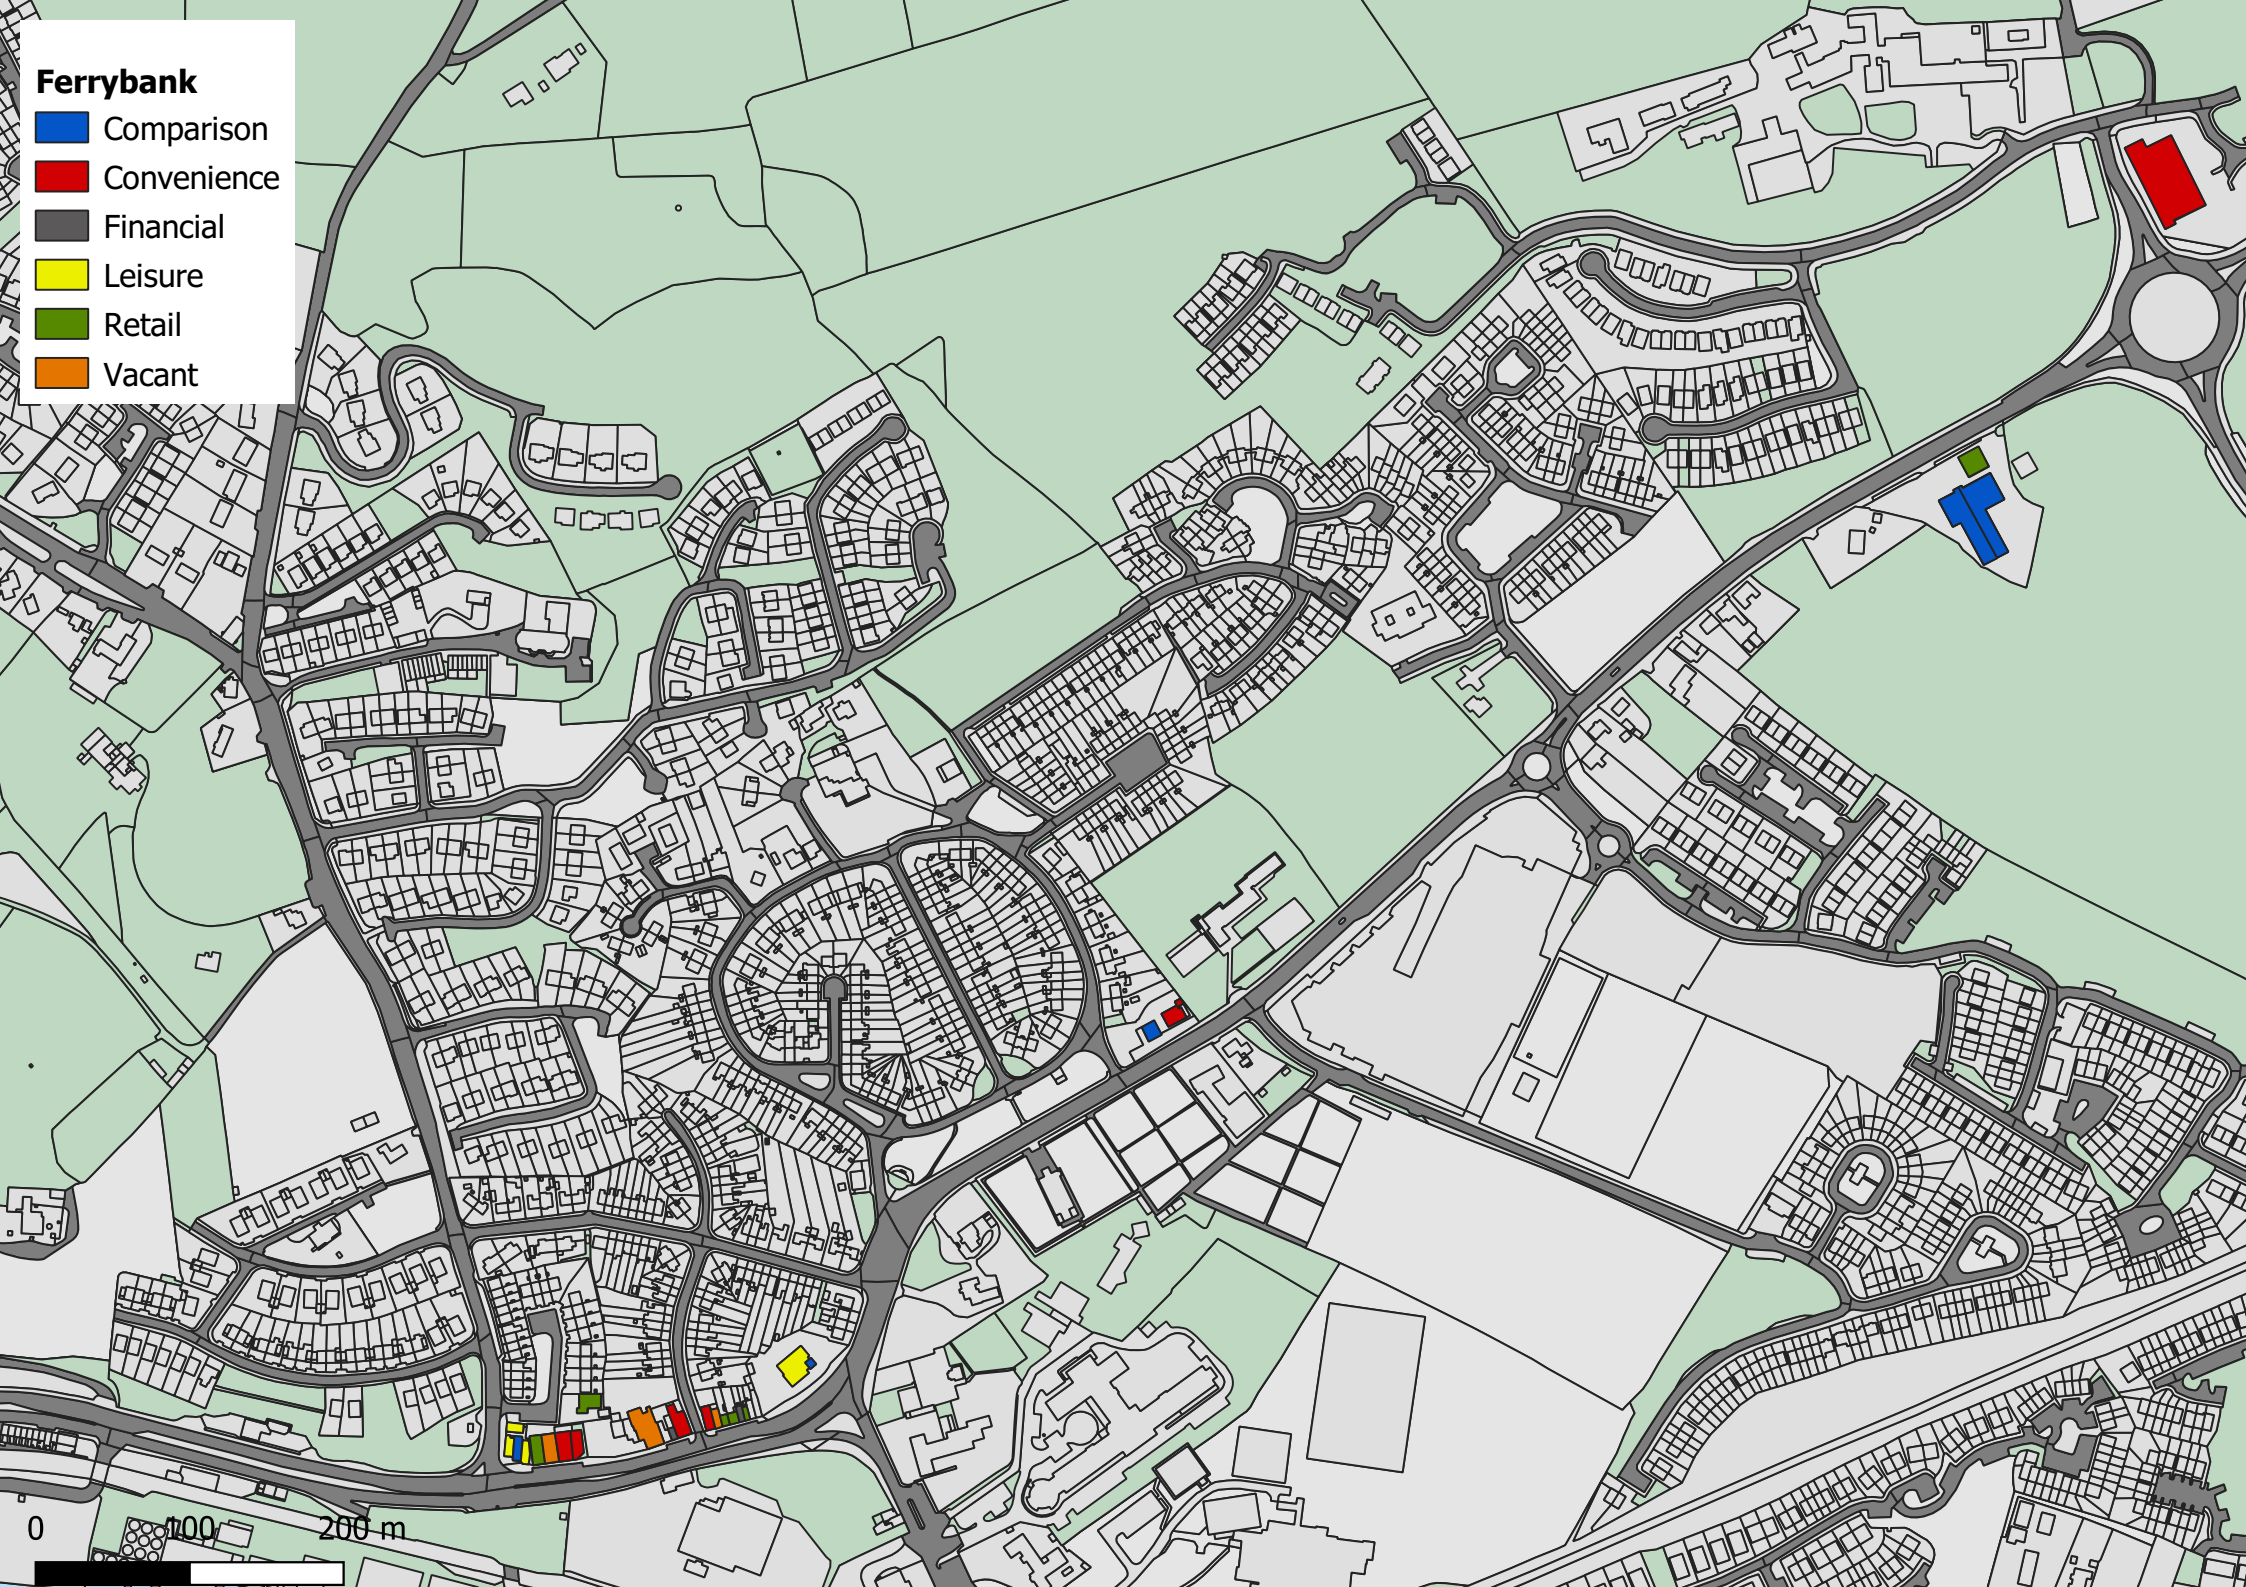 Ferrybank
Comparison
Convenience
Financial
Leisure
Retail
Vacant
0 100 200 m